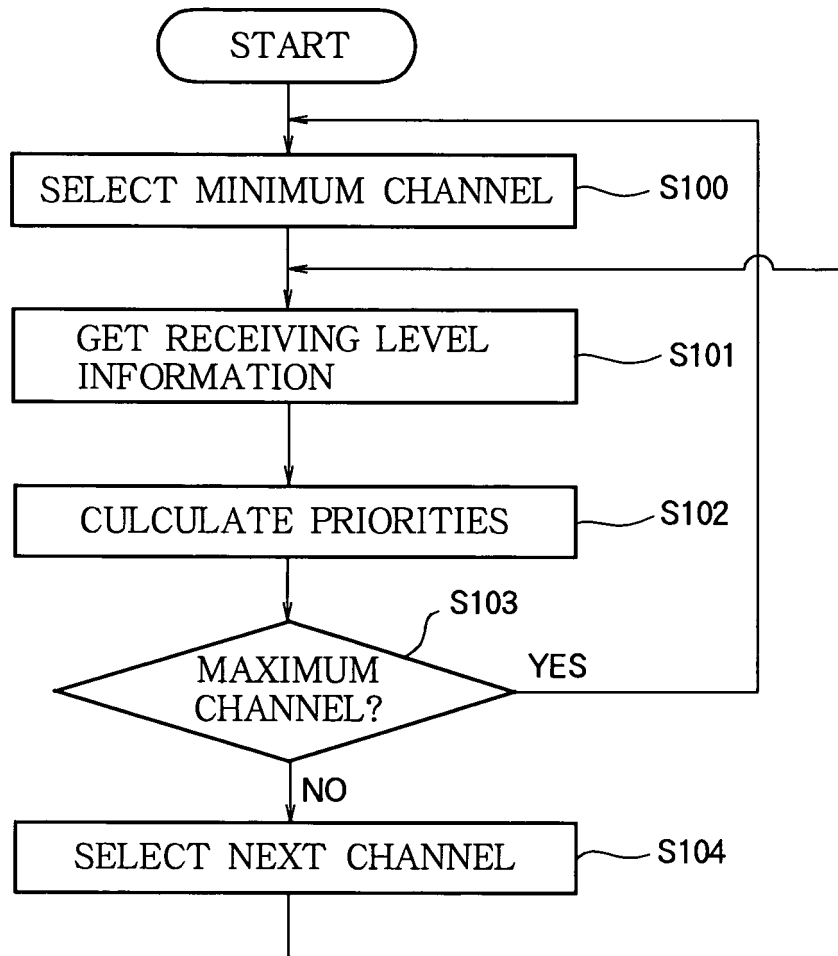 START
SELECT MINIMUM CHANNEL
S100
GET RECEIVING LEVEL
INFORMATION
S101
CULCULATE PRIORITIES
S102
S103
MAXIMUM
CHANNEL?
YES
NO
SELECT NEXT CHANNEL
S104